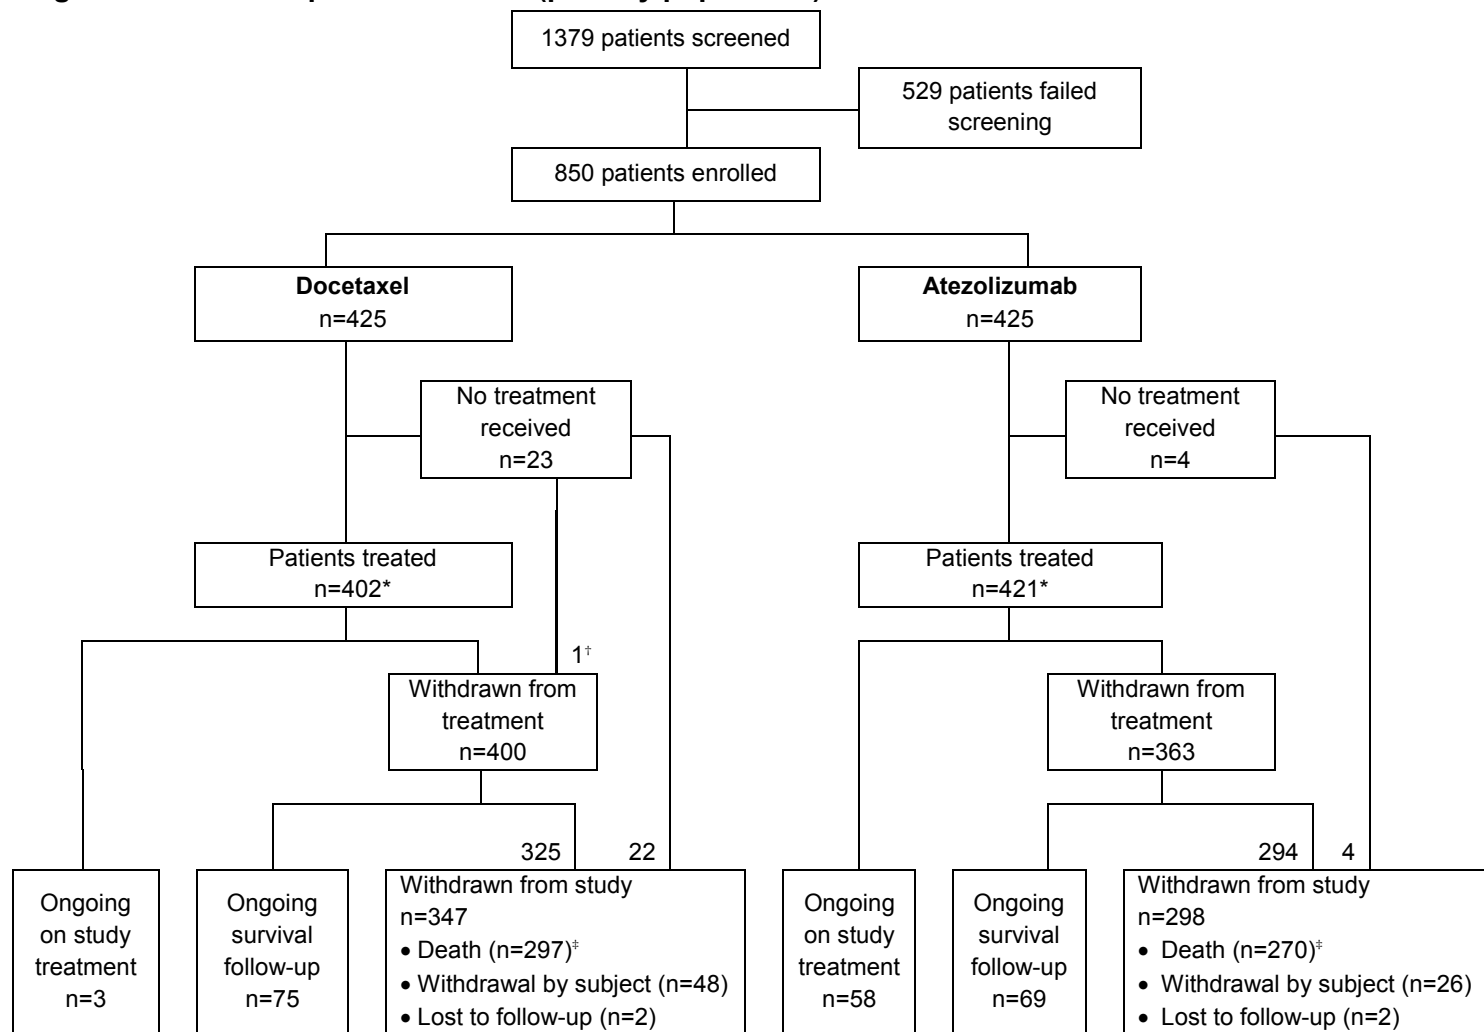 1379 patients screened
529 patients failed
screening
850 patients enrolled
Docetaxel
n=425
Atezolizumab
n=425
No treatment
received
n=23
No treatment
received
n=4
Patients treated
n=402*
Patients treated
n=421*
1†
Withdrawn from
treatment
n=400
Withdrawn from
treatment
n=363
325
22
294
4
Ongoing
on study
treatment
n=3
Ongoing
survival
follow-up
n=75
Withdrawn from study
n=347
• Death (n=297)‡
• Withdrawal by subject (n=48)
• Lost to follow-up (n=2)
Ongoing
on study
treatment
n=58
Ongoing
survival
follow-up
n=69
Withdrawn from study
n=298
• Death (n=270)‡
• Withdrawal by subject (n=26)
• Lost to follow-up (n=2)